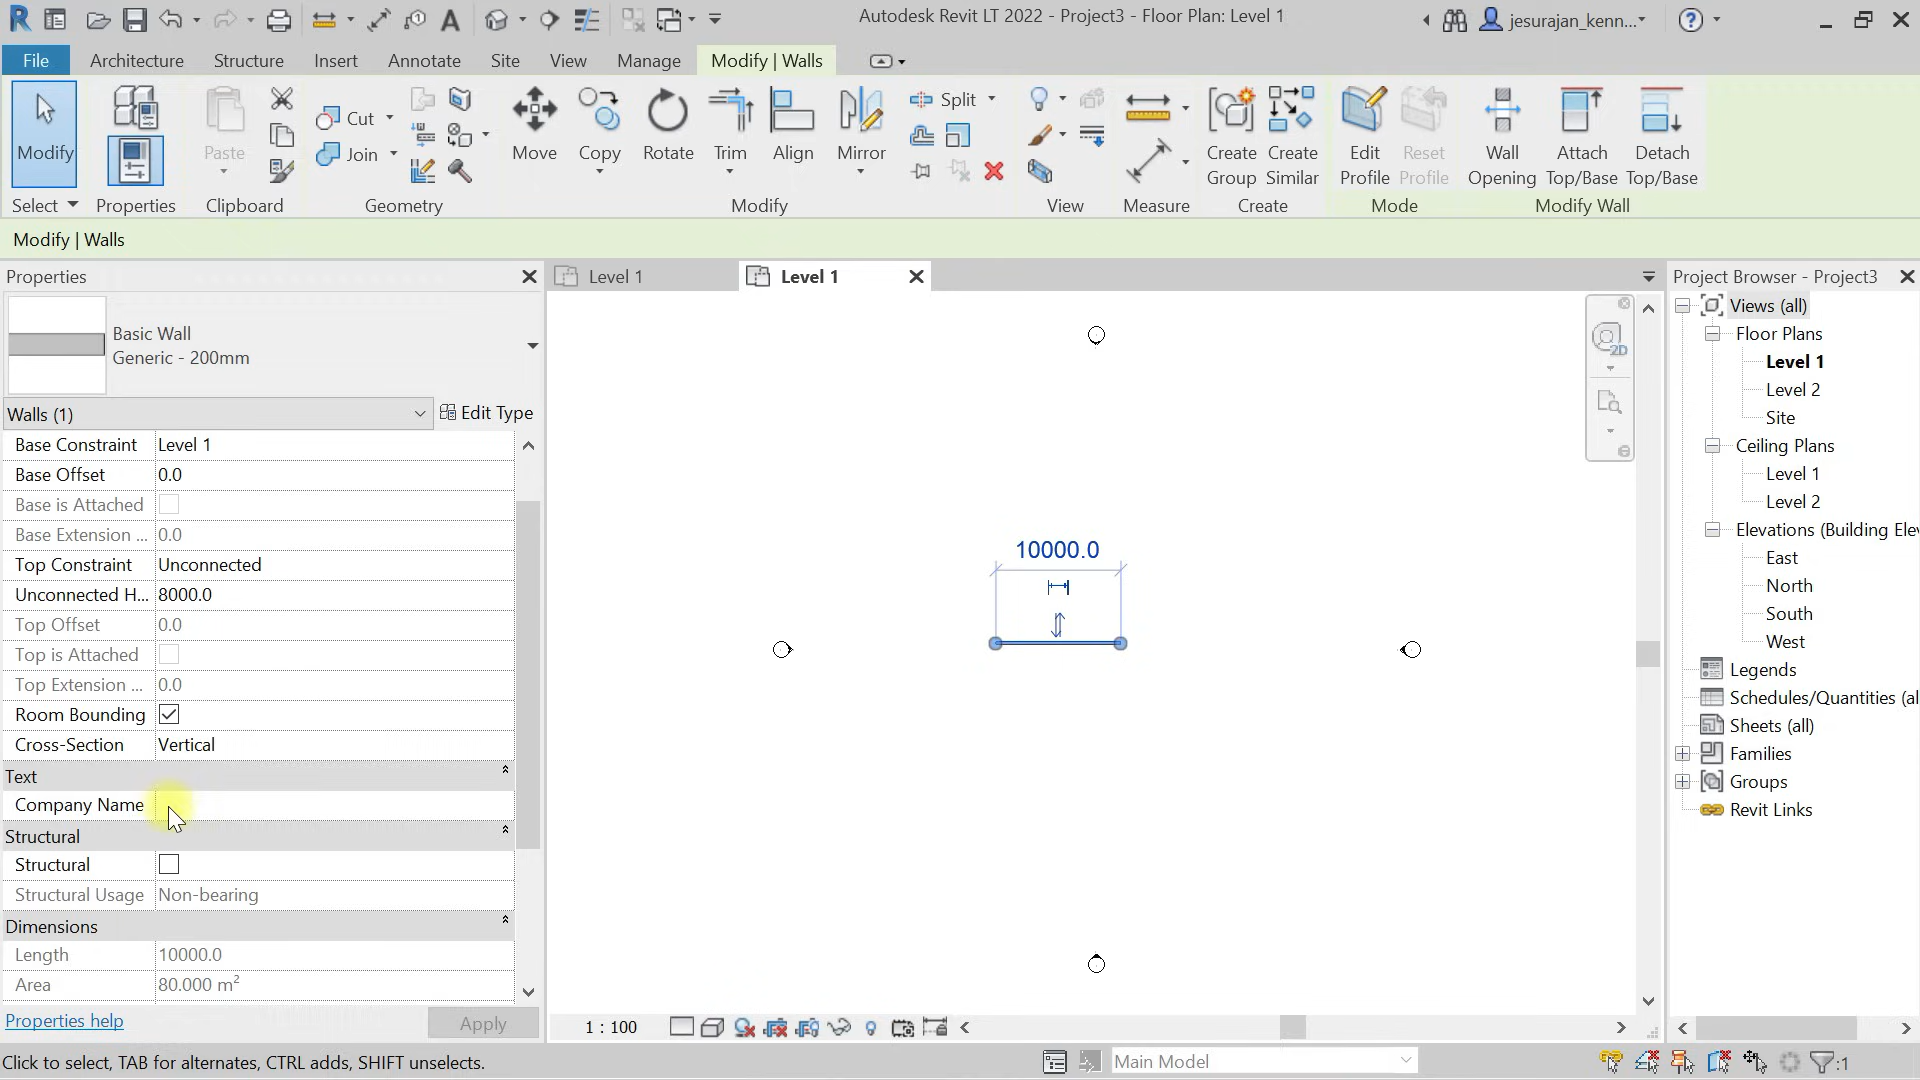 Autodesk Revit LT 2022 - Project3 - Floor Plan: Level 1
jesurajan_kenn...
File
Architecture
Structure
Insert
Annotate
Site
View
Manage
Modify | Walls
Modify
Paste
Cut
Join
Move
Copy
Rotate
Trim
Align
Mirror
Split
Create Group
Create Similar
Edit Profile
Reset Profile
Wall Opening
Attach Top/Base
Detach Top/Base
Select
Properties
Clipboard
Geometry
Modify
View
Measure
Create
Mode
Modify Wall
Modify | Walls
Properties
Basic Wall
Generic - 200mm
Walls (1)
Edit Type
Base Constraint Level 1
Base Offset 0.0
Base is Attached
Base Extension ... 0.0
Top Constraint Unconnected
Unconnected H... 8000.0
Top Offset 0.0
Top is Attached
Top Extension ... 0.0
Room Bounding
Cross-Section Vertical
Text
Company Name
Structural
Structural
Structural Usage Non-bearing
Dimensions
Length 10000.0
Area 80.000 m²
Properties help
Apply
Level 1
Level 1
2D
10000.0
1 : 100
Project Browser - Project3
Views (all)
Floor Plans
Level 1
Level 2
Site
Ceiling Plans
Level 1
Level 2
Elevations (Building Ele
East
North
South
West
Legends
Schedules/Quantities (al
Sheets (all)
Families
Groups
Revit Links
Click to select, TAB for alternates, CTRL adds, SHIFT unselects.
Main Model
:1